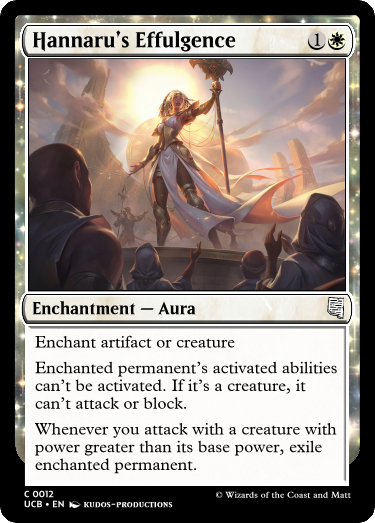 Hannaru's Effulgence
1
Enchantment — Aura
Enchant artifact or creature
Enchanted permanent's activated abilities
can't be activated. If it's a creature, it
can't attack or block.
Whenever you attack with a creature with
power greater than its base power, exile
enchanted permanent.
C 0012
UCB • EN KUDOS-PRODUCTIONS
© Wizards of the Coast and Matt